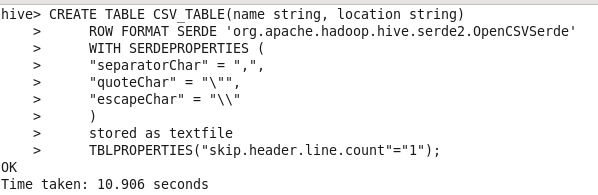 hive> CREATE TABLE CSV_TABLE(name string, location string)
    >      ROW FORMAT SERDE 'org.apache.hadoop.hive.serde2.OpenCSVSerde'
    >      WITH SERDEPROPERTIES (
    >      "separatorChar" = ",",
    >      "quoteChar" = "\"",
    >      "escapeChar" = "\\"
    >      )
    >      stored as textfile
    >      TBLPROPERTIES("skip.header.line.count"="1");
OK
Time taken: 10.906 seconds